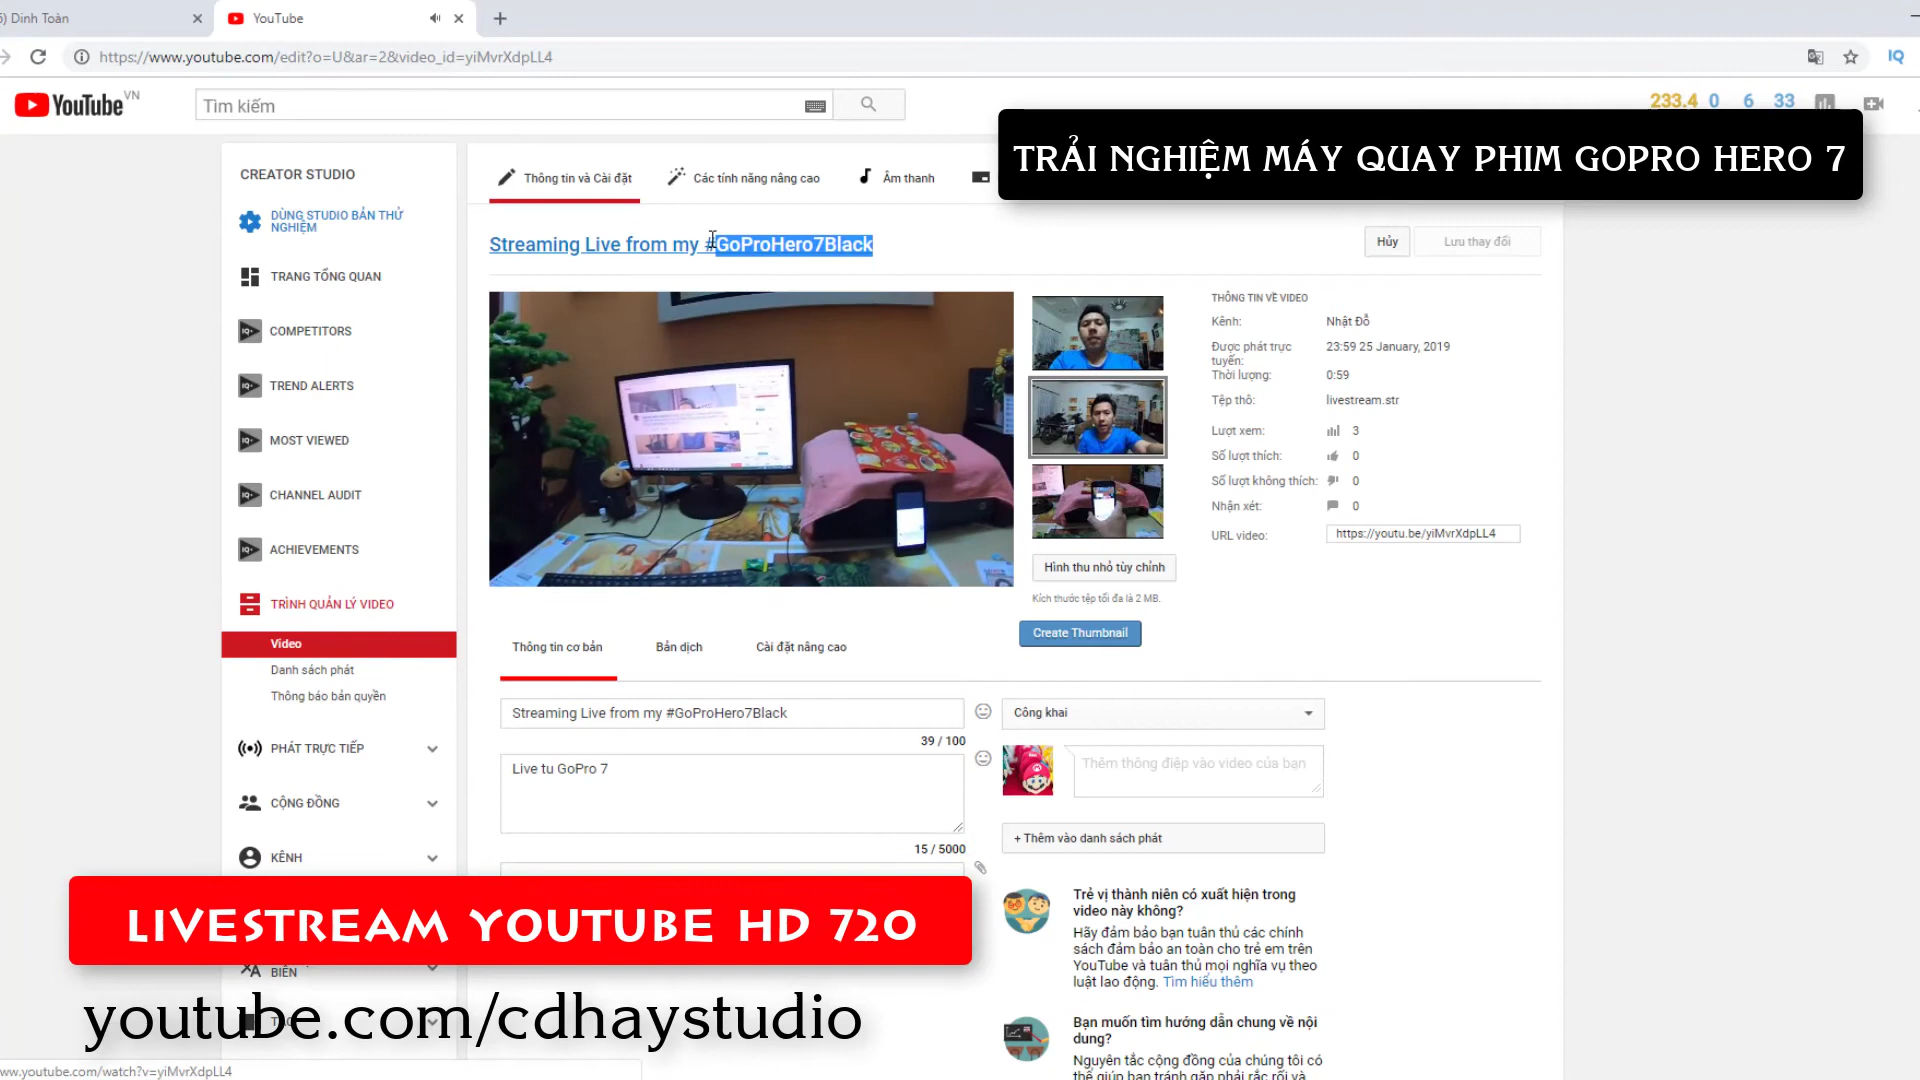 Dinh Toàn
YouTube
https://www.youtube.com/edit?o=U&ar=2&video_id=yiMvrXdpLL4
IQ
YouTube VN
Tìm kiếm
233.4 0 6 33
TRẢI NGHIỆM MÁY QUAY PHIM GOPRO HERO 7
CREATOR STUDIO
DÙNG STUDIO BẢN THỬ
NGHIỆM
TRANG TỔNG QUAN
COMPETITORS
TREND ALERTS
MOST VIEWED
CHANNEL AUDIT
ACHIEVEMENTS
TRÌNH QUẢN LÝ VIDEO
Video
Danh sách phát
Thông báo bản quyền
PHÁT TRỰC TIẾP
CỘNG ĐỒNG
KÊNH
BIÊN
Thông tin và Cài đặt
Các tính năng nâng cao
Âm thanh
Streaming Live from my #GoProHero7Black
Hủy
Lưu thay đổi
THÔNG TIN VỀ VIDEO
Kênh: Nhật Đỗ
Được phát trực
tuyến: 23:59 25 January, 2019
Thời lượng: 0:59
Tệp thô: livestream.str
Lượt xem: 3
Số lượt thích: 0
Số lượt không thích: 0
Nhận xét: 0
URL video: https://youtu.be/yiMvrXdpLL4
Hình thu nhỏ tùy chỉnh
Kích thước tệp tối đa là 2 MB.
Create Thumbnail
Thông tin cơ bản
Bản dịch
Cài đặt nâng cao
Streaming Live from my #GoProHero7Black
39 / 100
Live tu GoPro 7
15 / 5000
Công khai
Thêm thông điệp vào video của bạn
+ Thêm vào danh sách phát
Trẻ vị thành niên có xuất hiện trong
video này không?
Hãy đảm bảo bạn tuân thủ các chính
sách đảm bảo an toàn cho trẻ em trên
YouTube và tuân thủ mọi nghĩa vụ theo
luật lao động. Tìm hiểu thêm
Bạn muốn tìm hướng dẫn chung về nội
dung?
Nguyên tắc cộng đồng của chúng tôi có
thể giúp bạn tránh gặp phải rắc rối và
LIVESTREAM YOUTUBE HD 720
youtube.com/cdhaystudio
www.youtube.com/watch?v=yiMvrXdpLL4